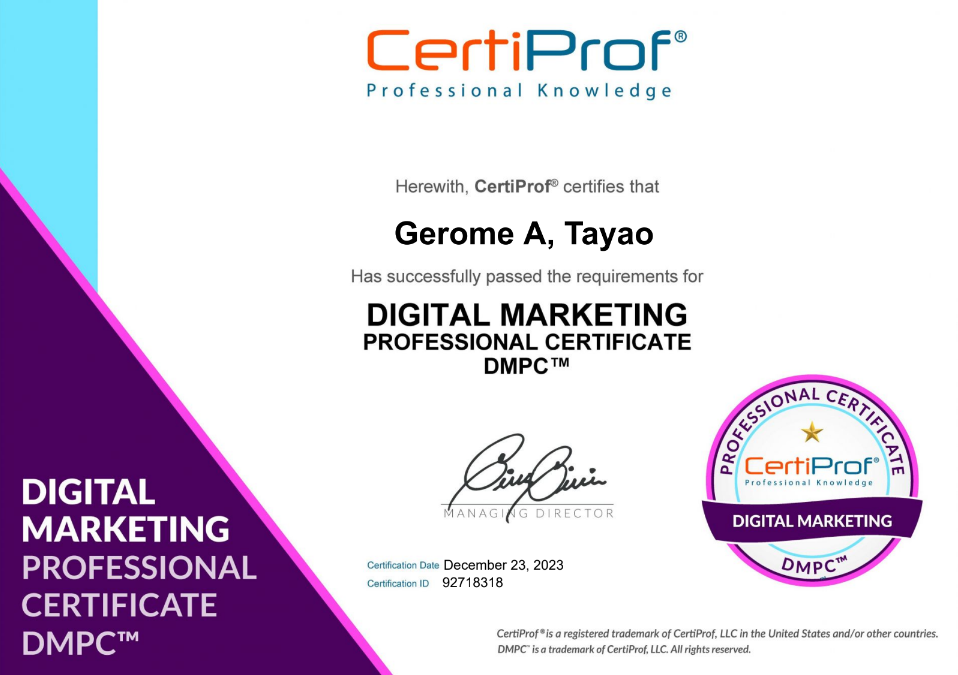 CertiProf®
Professional Knowledge
Herewith, CertiProf® certifies that
Gerome A, Tayao
Has successfully passed the requirements for
DIGITAL MARKETING
PROFESSIONAL CERTIFICATE
DMPC™
MANAGING DIRECTOR
Certification Date December 23, 2023
Certification ID 92718318
DIGITAL
MARKETING
PROFESSIONAL
CERTIFICATE
DMPC™
PROFESSIONAL CERTIFICATE
CertiProf®
Professional Knowledge
DIGITAL MARKETING
DMPC™
CertiProf® is a registered trademark of CertiProf, LLC in the United States and/or other countries.
DMPC™ is a trademark of CertiProf, LLC. All rights reserved.